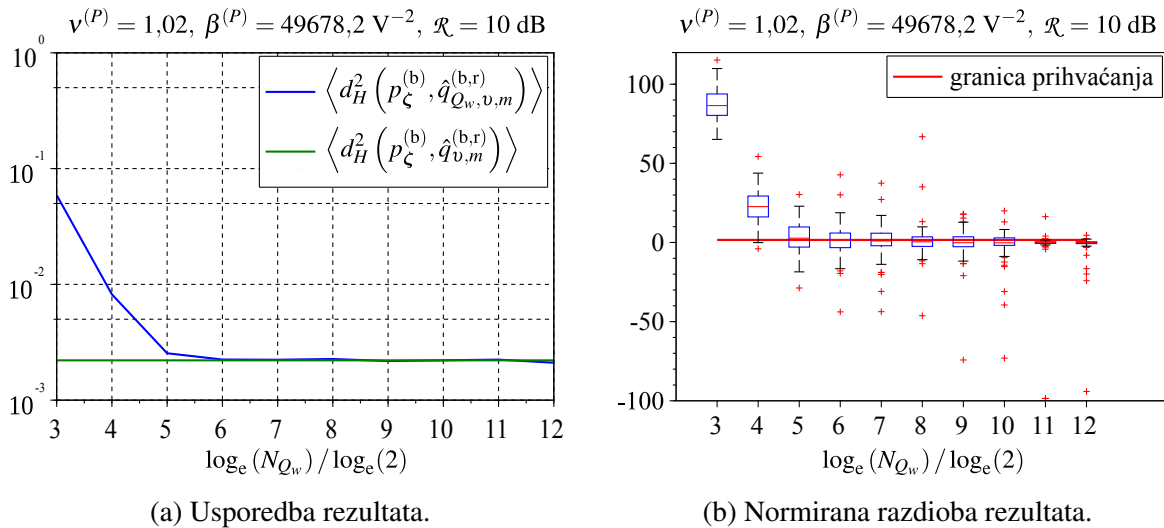 ν^(P) = 1,02, β^(P) = 49678,2 V^−2, ℛ = 10 dB
10^0
10^-1
10^-2
10^-3
⟨d_H^2 (p_ζ^(b), q̂_{Q_w,υ,m}^(b,r))⟩
⟨d_H^2 (p_ζ^(b), q̂_{υ,m}^(b,r))⟩
3 4 5 6 7 8 9 10 11 12
log_e (N_{Q_w}) / log_e(2)
(a) Usporedba rezultata.
ν^(P) = 1,02, β^(P) = 49678,2 V^−2, ℛ = 10 dB
granica prihvaćanja
100
50
0
-50
-100
3 4 5 6 7 8 9 10 11 12
log_e (N_{Q_w}) / log_e(2)
(b) Normirana razdioba rezultata.